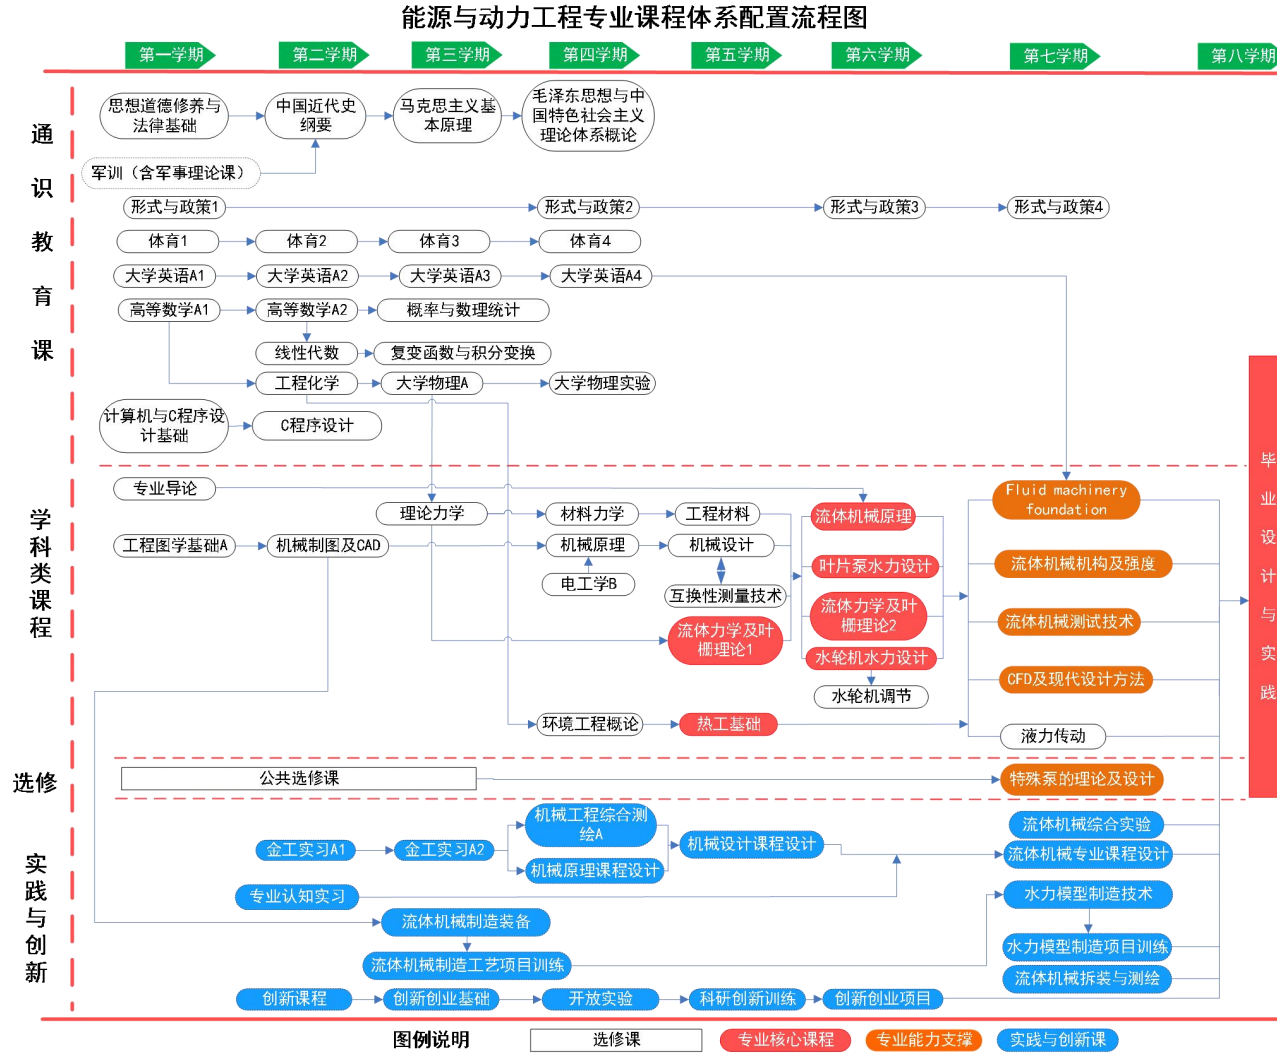 能源与动力工程专业课程体系配置流程图
第一学期
第二学期
第三学期
第四学期
第五学期
第六学期
第七学期
第八学期
通识教育课
思想道德修养与
法律基础
中国近代史
纲要
马克思主义基
本原理
毛泽东思想与中
国特色社会主义
理论体系概论
军训（含军事理论课）
形式与政策1
形式与政策2
形式与政策3
形式与政策4
体育1
体育2
体育3
体育4
大学英语A1
大学英语A2
大学英语A3
大学英语A4
高等数学A1
高等数学A2
概率与数理统计
线性代数
复变函数与积分变换
工程化学
大学物理A
大学物理实验
计算机与C程序设
计基础
C程序设计
学科类课程
专业导论
理论力学
材料力学
工程材料
流体机械原理
Fluid machinery
foundation
工程图学基础A
机械制图及CAD
机械原理
机械设计
叶片泵水力设计
流体机械机构及强度
电工学B
互换性测量技术
流体力学及叶
栅理论2
流体机械测试技术
流体力学及叶
栅理论1
水轮机水力设计
CFD及现代设计方法
水轮机调节
环境工程概论
热工基础
液力传动
毕业设计与实践
选修
公共选修课
特殊泵的理论及设计
实践与创新
机械工程综合测
绘A
流体机械综合实验
金工实习A1
金工实习A2
机械设计课程设计
流体机械专业课程设计
机械原理课程设计
专业认知实习
水力模型制造技术
流体机械制造装备
水力模型制造项目训练
流体机械制造工艺项目训练
流体机械拆装与测绘
创新课程
创新创业基础
开放实验
科研创新训练
创新创业项目
图例说明
选修课
专业核心课程
专业能力支撑
实践与创新课